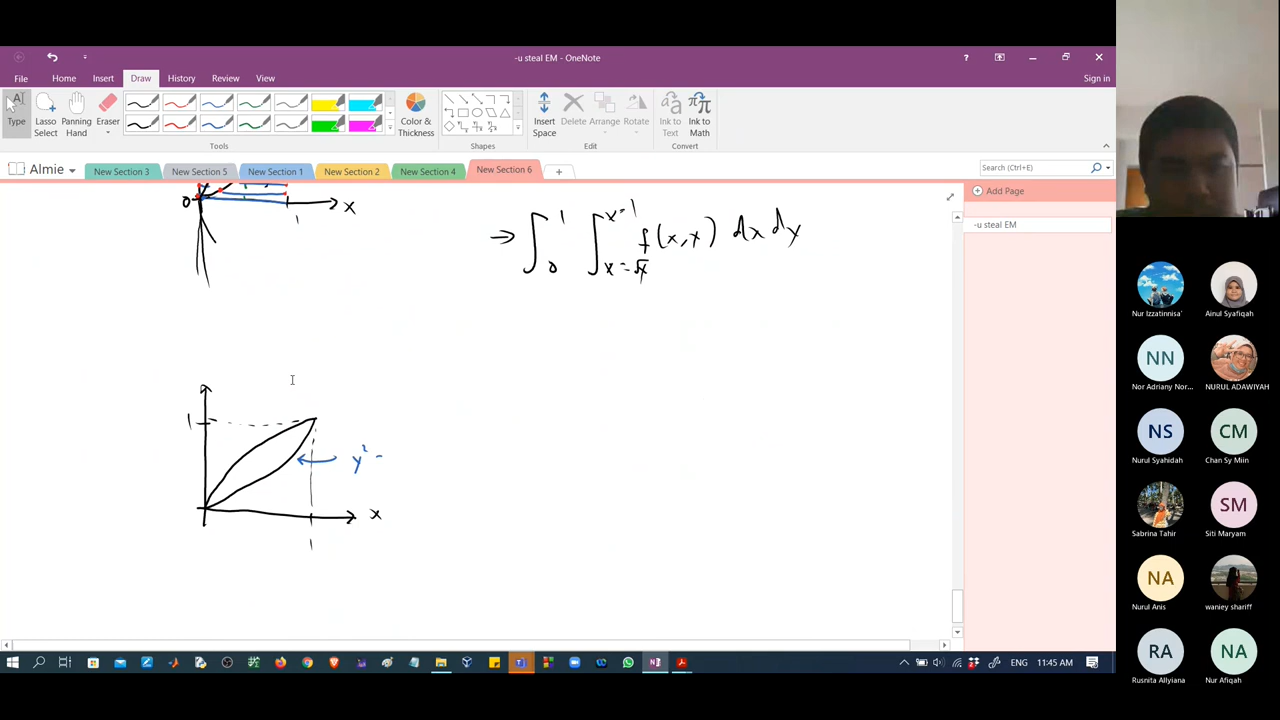 -u steal EM - OneNote
File Home Insert Draw History Review View
Sign in
Type
Lasso Select
Panning Hand
Eraser
Color & Thickness
Insert Space
Delete
Arrange
Rotate
Ink to Text
Ink to Math
Tools
Shapes
Edit
Convert
Almie
New Section 3
New Section 5
New Section 1
New Section 2
New Section 4
New Section 6
Search (Ctrl+E)
Add Page
-u steal EM
0
1
x
⇒ ∫ 0 1 ∫ x=√x x=1 f(x,x) dx dy
1
y² =
x
1
Nur Izzatinnisa'
Ainul Syafiqah
NN
Nor Adriany Nor...
NURUL ADAWIYAH
NS
Nurul Syahidah
CM
Chan Sy Miin
Sabrina Tahir
SM
Siti Maryam
NA
Nurul Anis
waniey shariff
RA
Rusnita Allyiana
NA
Nur Afiqah
ENG
11:45 AM